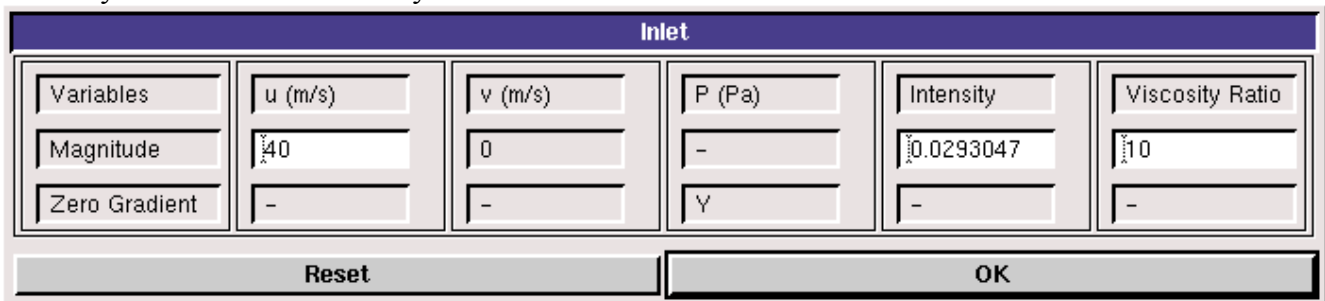 Inlet
Variables u (m/s) v (m/s) P (Pa) Intensity Viscosity Ratio
Magnitude 40 0 – 0.0293047 10
Zero Gradient – – Y – –
Reset OK